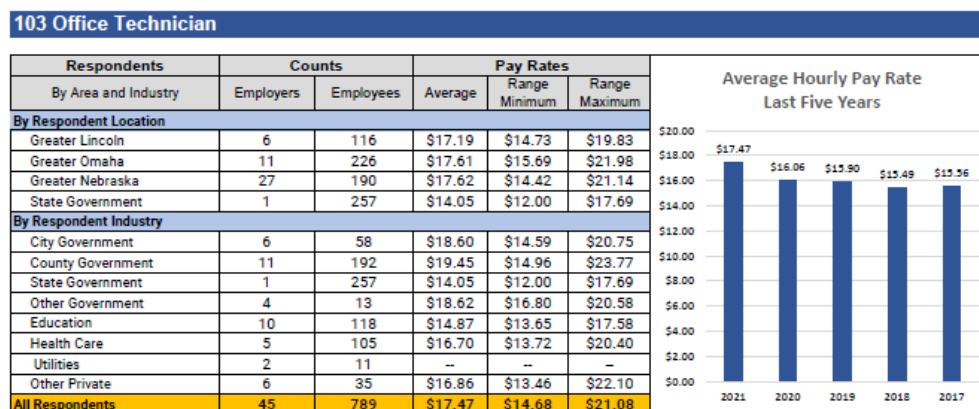 103 Office Technician
Respondents Counts Pay Rates
By Area and Industry Employers Employees Average Range Minimum Range Maximum
By Respondent Location
Greater Lincoln 6 116 $17.19 $14.73 $19.83
Greater Omaha 11 226 $17.61 $15.69 $21.98
Greater Nebraska 27 190 $17.62 $14.42 $21.14
State Government 1 257 $14.05 $12.00 $17.69
By Respondent Industry
City Government 6 58 $18.60 $14.59 $20.75
County Government 11 192 $19.45 $14.96 $23.77
State Government 1 257 $14.05 $12.00 $17.69
Other Government 4 13 $18.62 $16.80 $20.58
Education 10 118 $14.87 $13.65 $17.58
Health Care 5 105 $16.70 $13.72 $20.40
Utilities 2 11 -- -- --
Other Private 6 35 $16.86 $13.46 $22.10
All Respondents 45 789 $17.47 $14.68 $21.08
Average Hourly Pay Rate
Last Five Years
$20.00
$18.00
$16.00
$14.00
$12.00
$10.00
$8.00
$6.00
$4.00
$2.00
$0.00
$17.47 $16.06 $15.90 $15.49 $15.56
2021 2020 2019 2018 2017